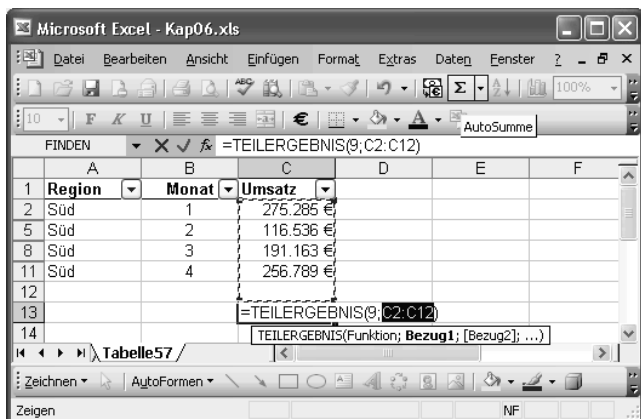 Microsoft Excel - Kap06.xls
Datei Bearbeiten Ansicht Einfügen Format Extras Daten Fenster ?
100%
10 F K U €
AutoSumme
FINDEN =TEILERGEBNIS(9;C2:C12)
A B C D E F
1 Region Monat Umsatz
2 Süd 1 275.285 €
5 Süd 2 116.536 €
8 Süd 3 191.163 €
11 Süd 4 256.789 €
12
13 =TEILERGEBNIS(9;C2:C12)
14 TEILERGEBNIS(Funktion; Bezug1; [Bezug2]; ...)
Tabelle57
Zeichnen AutoFormen
Zeigen NF